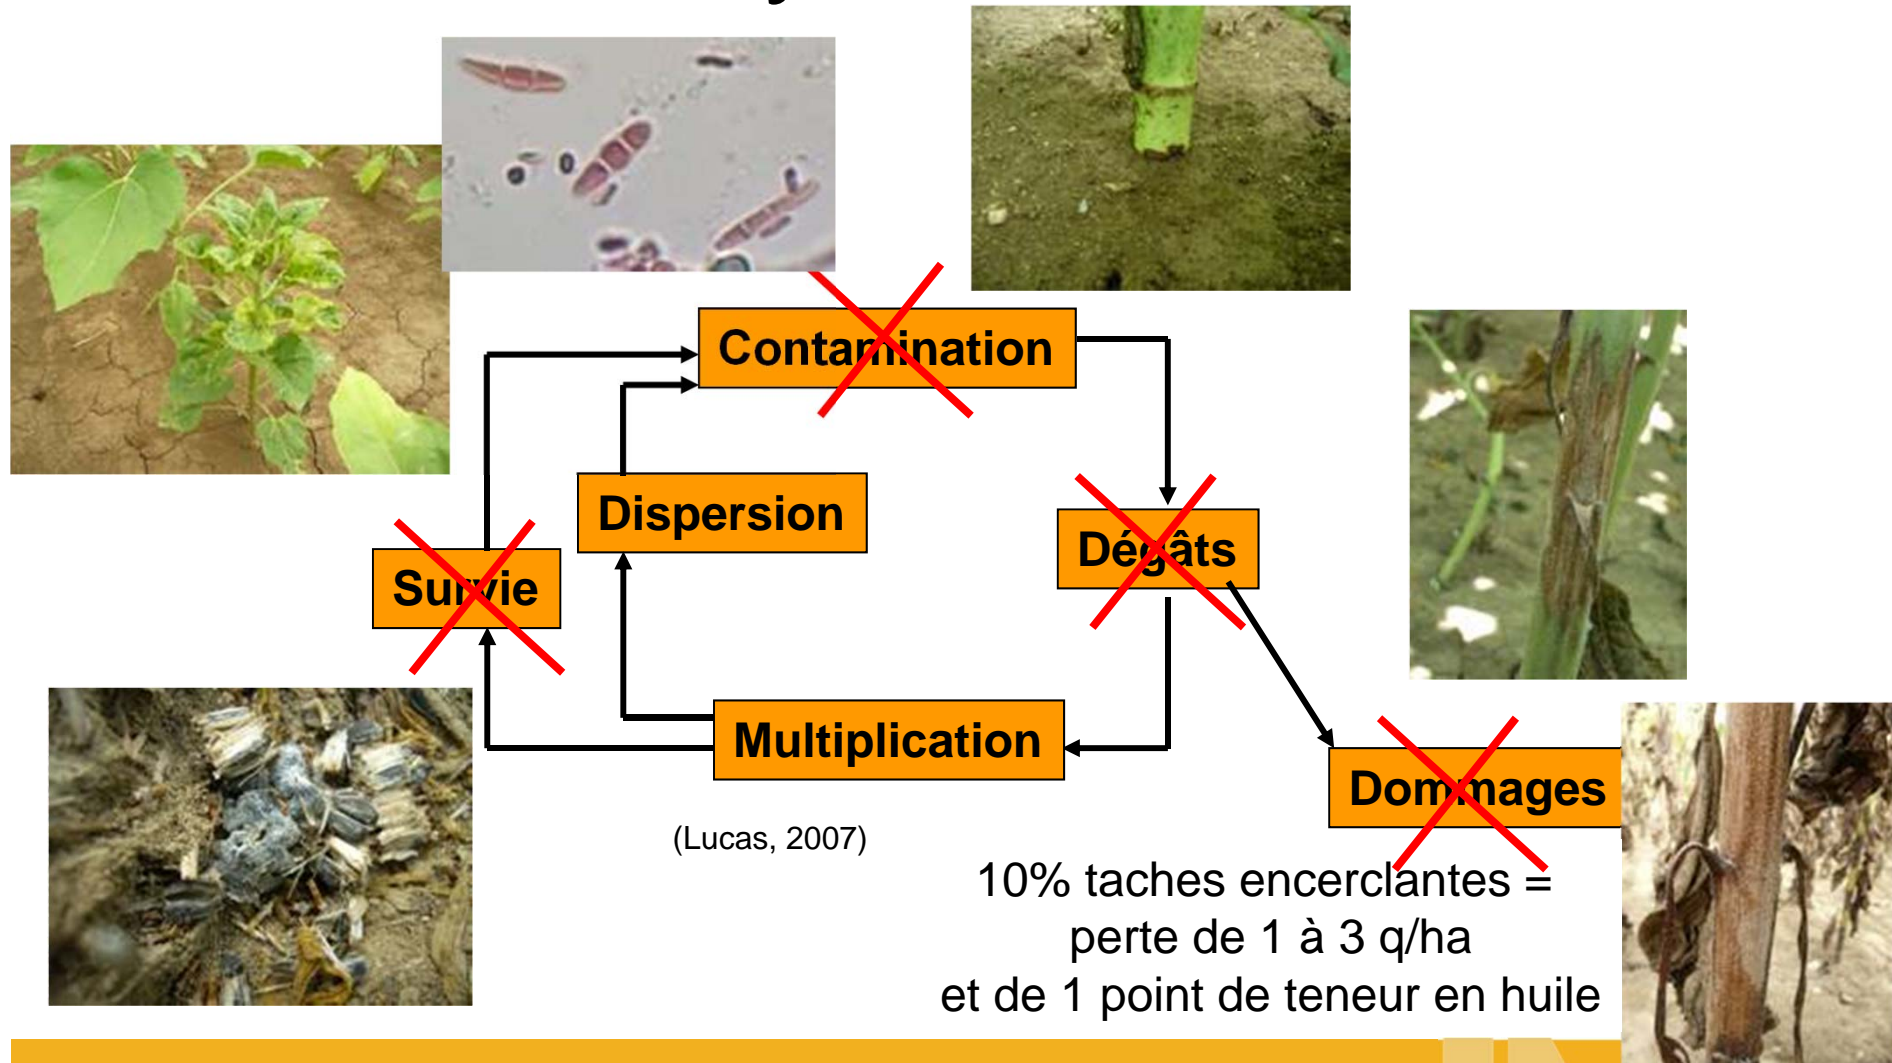 Contamination
Dispersion
Dégâts
Survie
Multiplication
Dommages
(Lucas, 2007)
10% taches encerclantes =
perte de 1 à 3 q/ha
et de 1 point de teneur en huile